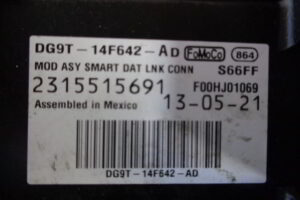 DG9T-14F642-AD FoMoCo 864
MOD ASY SMART DAT LNK CONN S66FF
2315515691 F00HJ01069
Assembled in Mexico 13-05-21
DG9T-14F642-AD